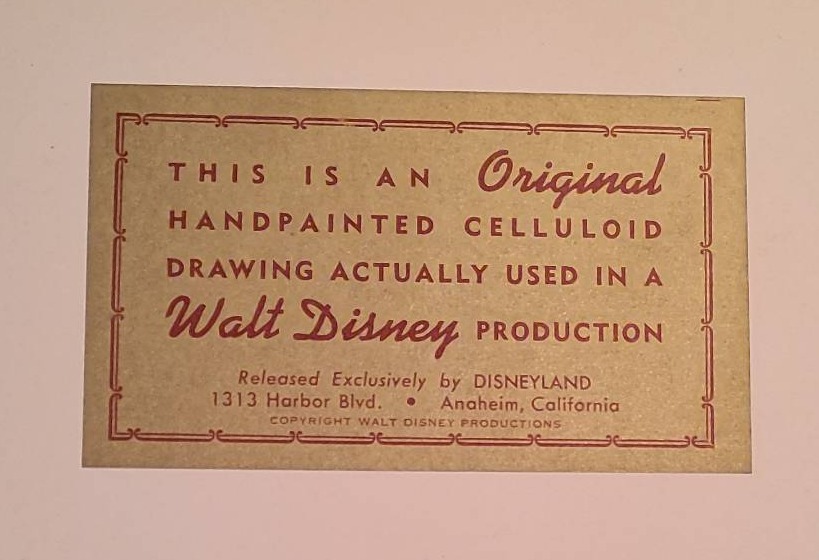 THIS IS AN Original
HANDPAINTED CELLULOID
DRAWING ACTUALLY USED IN A
Walt Disney PRODUCTION
Released Exclusively by DISNEYLAND
1313 Harbor Blvd. • Anaheim, California
COPYRIGHT WALT DISNEY PRODUCTIONS